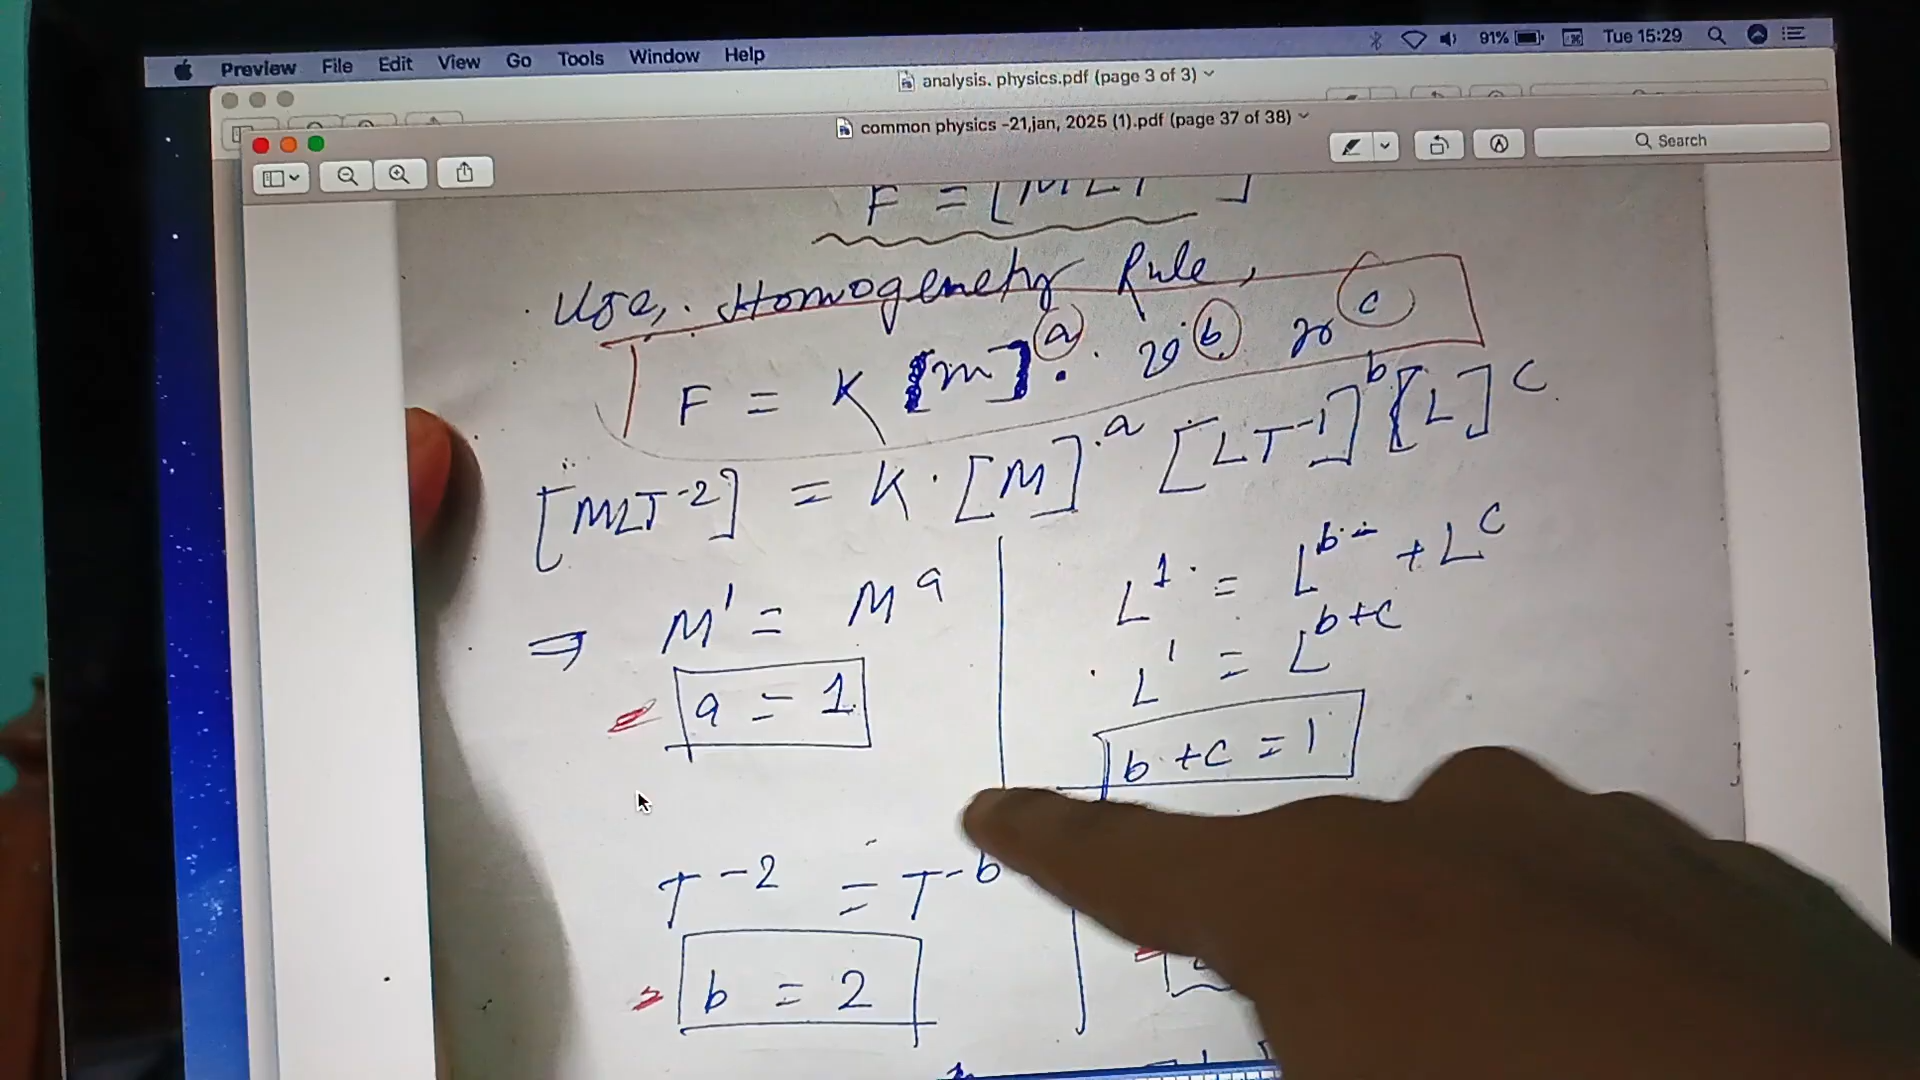 Preview File Edit View Go Tools Window Help 91% Tue 15:29
analysis. physics.pdf (page 3 of 3)
common physics -21,jan, 2025 (1).pdf (page 37 of 38)
Search
F = [MLT ]
Use, Homogenety Rule,
F = K [m]^a . v^b r^c
[MLT^-2] = K . [M]^a [LT^-1]^b [L]^c
⇒ M^1 = M^a
a = 1
L^1 = L^b + L^c
L^1 = L^b+c
b + c = 1
T^-2 = T^-b
b = 2